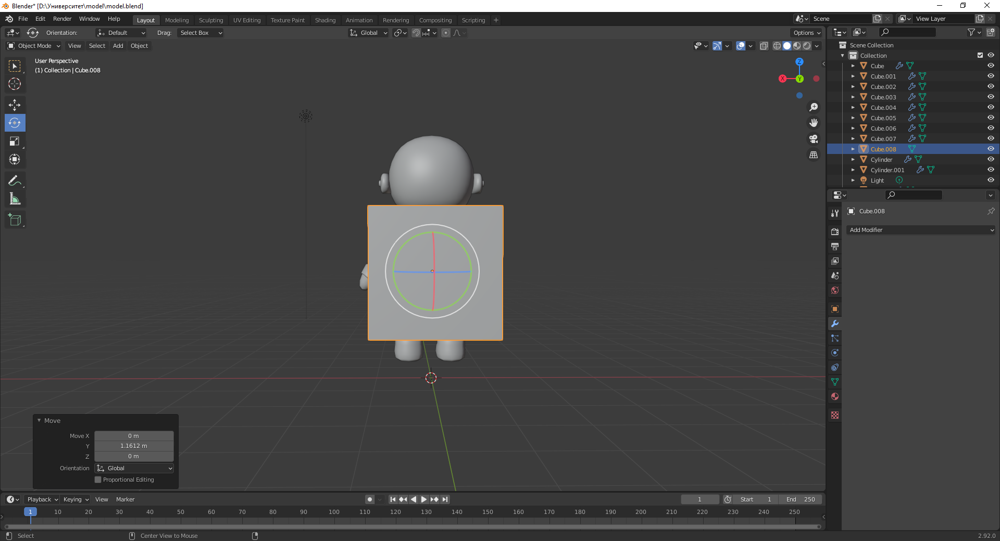 Blender* [D:\Университет\model\model.blend]
File Edit Render Window Help Layout Modeling Sculpting UV Editing Texture Paint Shading Animation Rendering Compositing Scripting + Scene View Layer
Orientation: Default Drag: Select Box Global Options
Object Mode View Select Add Object
User Perspective
(1) Collection | Cube.008
Z
X
Y
Scene Collection
Collection
Cube
Cube.001
Cube.002
Cube.003
Cube.004
Cube.005
Cube.006
Cube.007
Cube.008
Cylinder
Cylinder.001
Light
Cube.008
Add Modifier
Move
Move X 0 m
Y 1.1612 m
Z 0 m
Orientation Global
Proportional Editing
Playback Keying View Marker 1 Start 1 End 250
1 10 20 30 40 50 60 70 80 90 100 110 120 130 140 150 160 170 180 190 200 210 220 230 240 250
Select Center View to Mouse 2.92.0